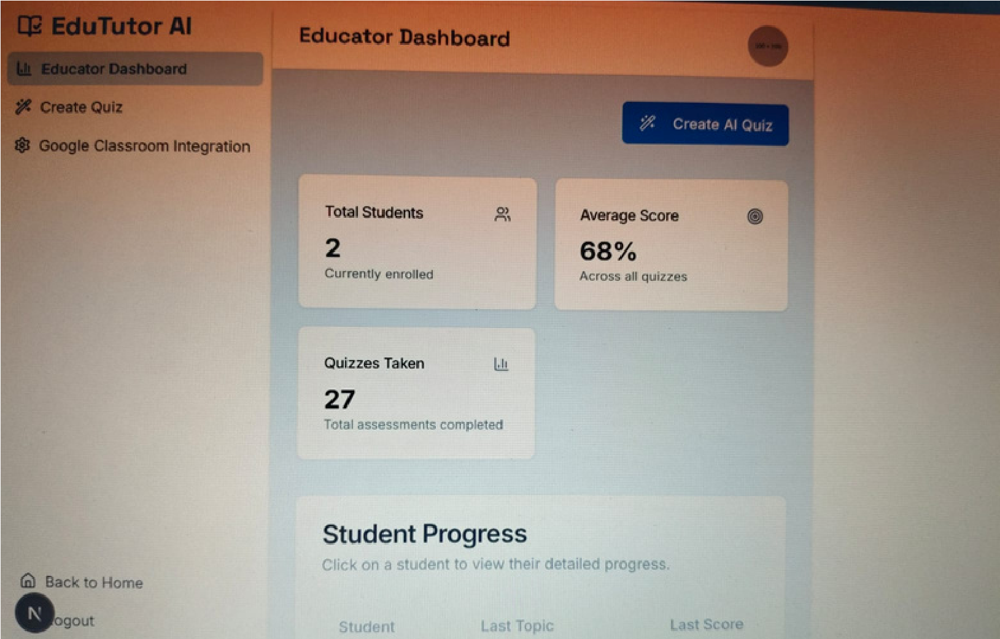 EduTutor AI
Educator Dashboard
Create Quiz
Google Classroom Integration
Back to Home
N
ogout
Educator Dashboard
Create AI Quiz
Total Students
2
Currently enrolled
Average Score
68%
Across all quizzes
Quizzes Taken
27
Total assessments completed
Student Progress
Click on a student to view their detailed progress.
Student Last Topic Last Score